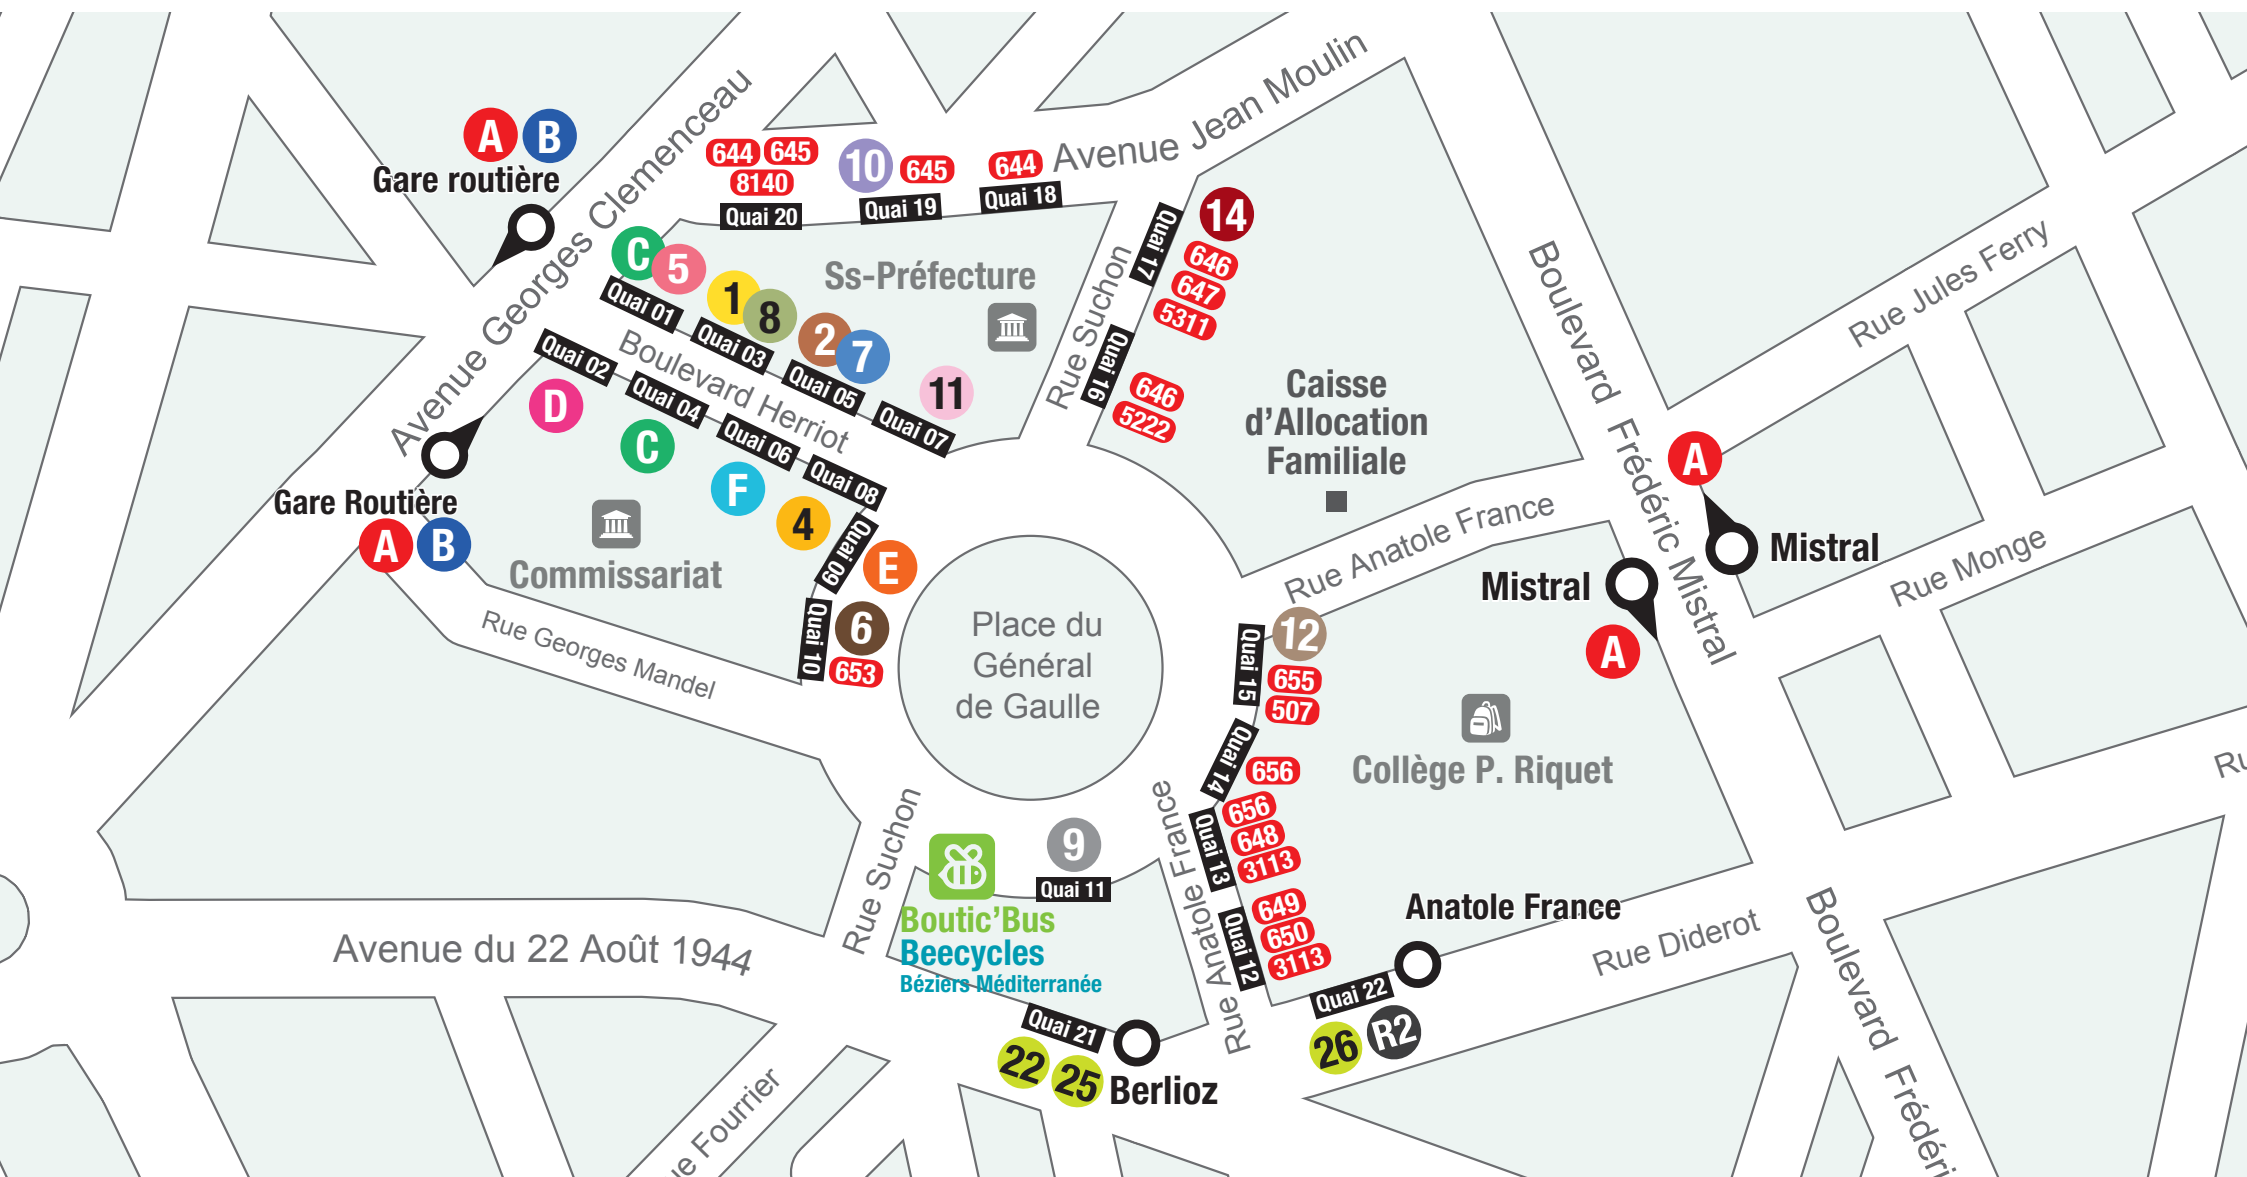 A B
Gare routière
Avenue Georges Clemenceau
644 645
8140
Quai 20
10 645
Quai 19
644
Quai 18
Avenue Jean Moulin
C 5
Quai 01
1 8
Quai 03
2 7
Quai 05
11
Quai 07
Boulevard Herriot
Ss-Préfecture
Rue Suchon
Quai 17
14
646
647
5311
Quai 16
646
5222
Quai 02
D
Quai 04
C
Quai 06
F
Quai 08
4
Quai 09
E
Quai 10
6
653
Gare Routière
A B
Commissariat
Rue Georges Mandel
Caisse
d'Allocation
Familiale
Boulevard Frédéric Mistral
Rue Jules Ferry
A
Mistral
Rue Monge
Rue Anatole France
Mistral
A
Place du
Général
de Gaulle
Quai 15
12
655
507
Quai 14
656
Quai 13
656
648
3113
Quai 12
649
650
3113
Collège P. Riquet
Rue Anatole France
Rue Suchon
9
Quai 11
Boutic'Bus
Beecycles
Béziers Méditerranée
Avenue du 22 Août 1944
Anatole France
Quai 22
26 R2
Rue Diderot
Quai 21
22 25
Berlioz
ue Fourrier
Boulevard Frédéri
Ru